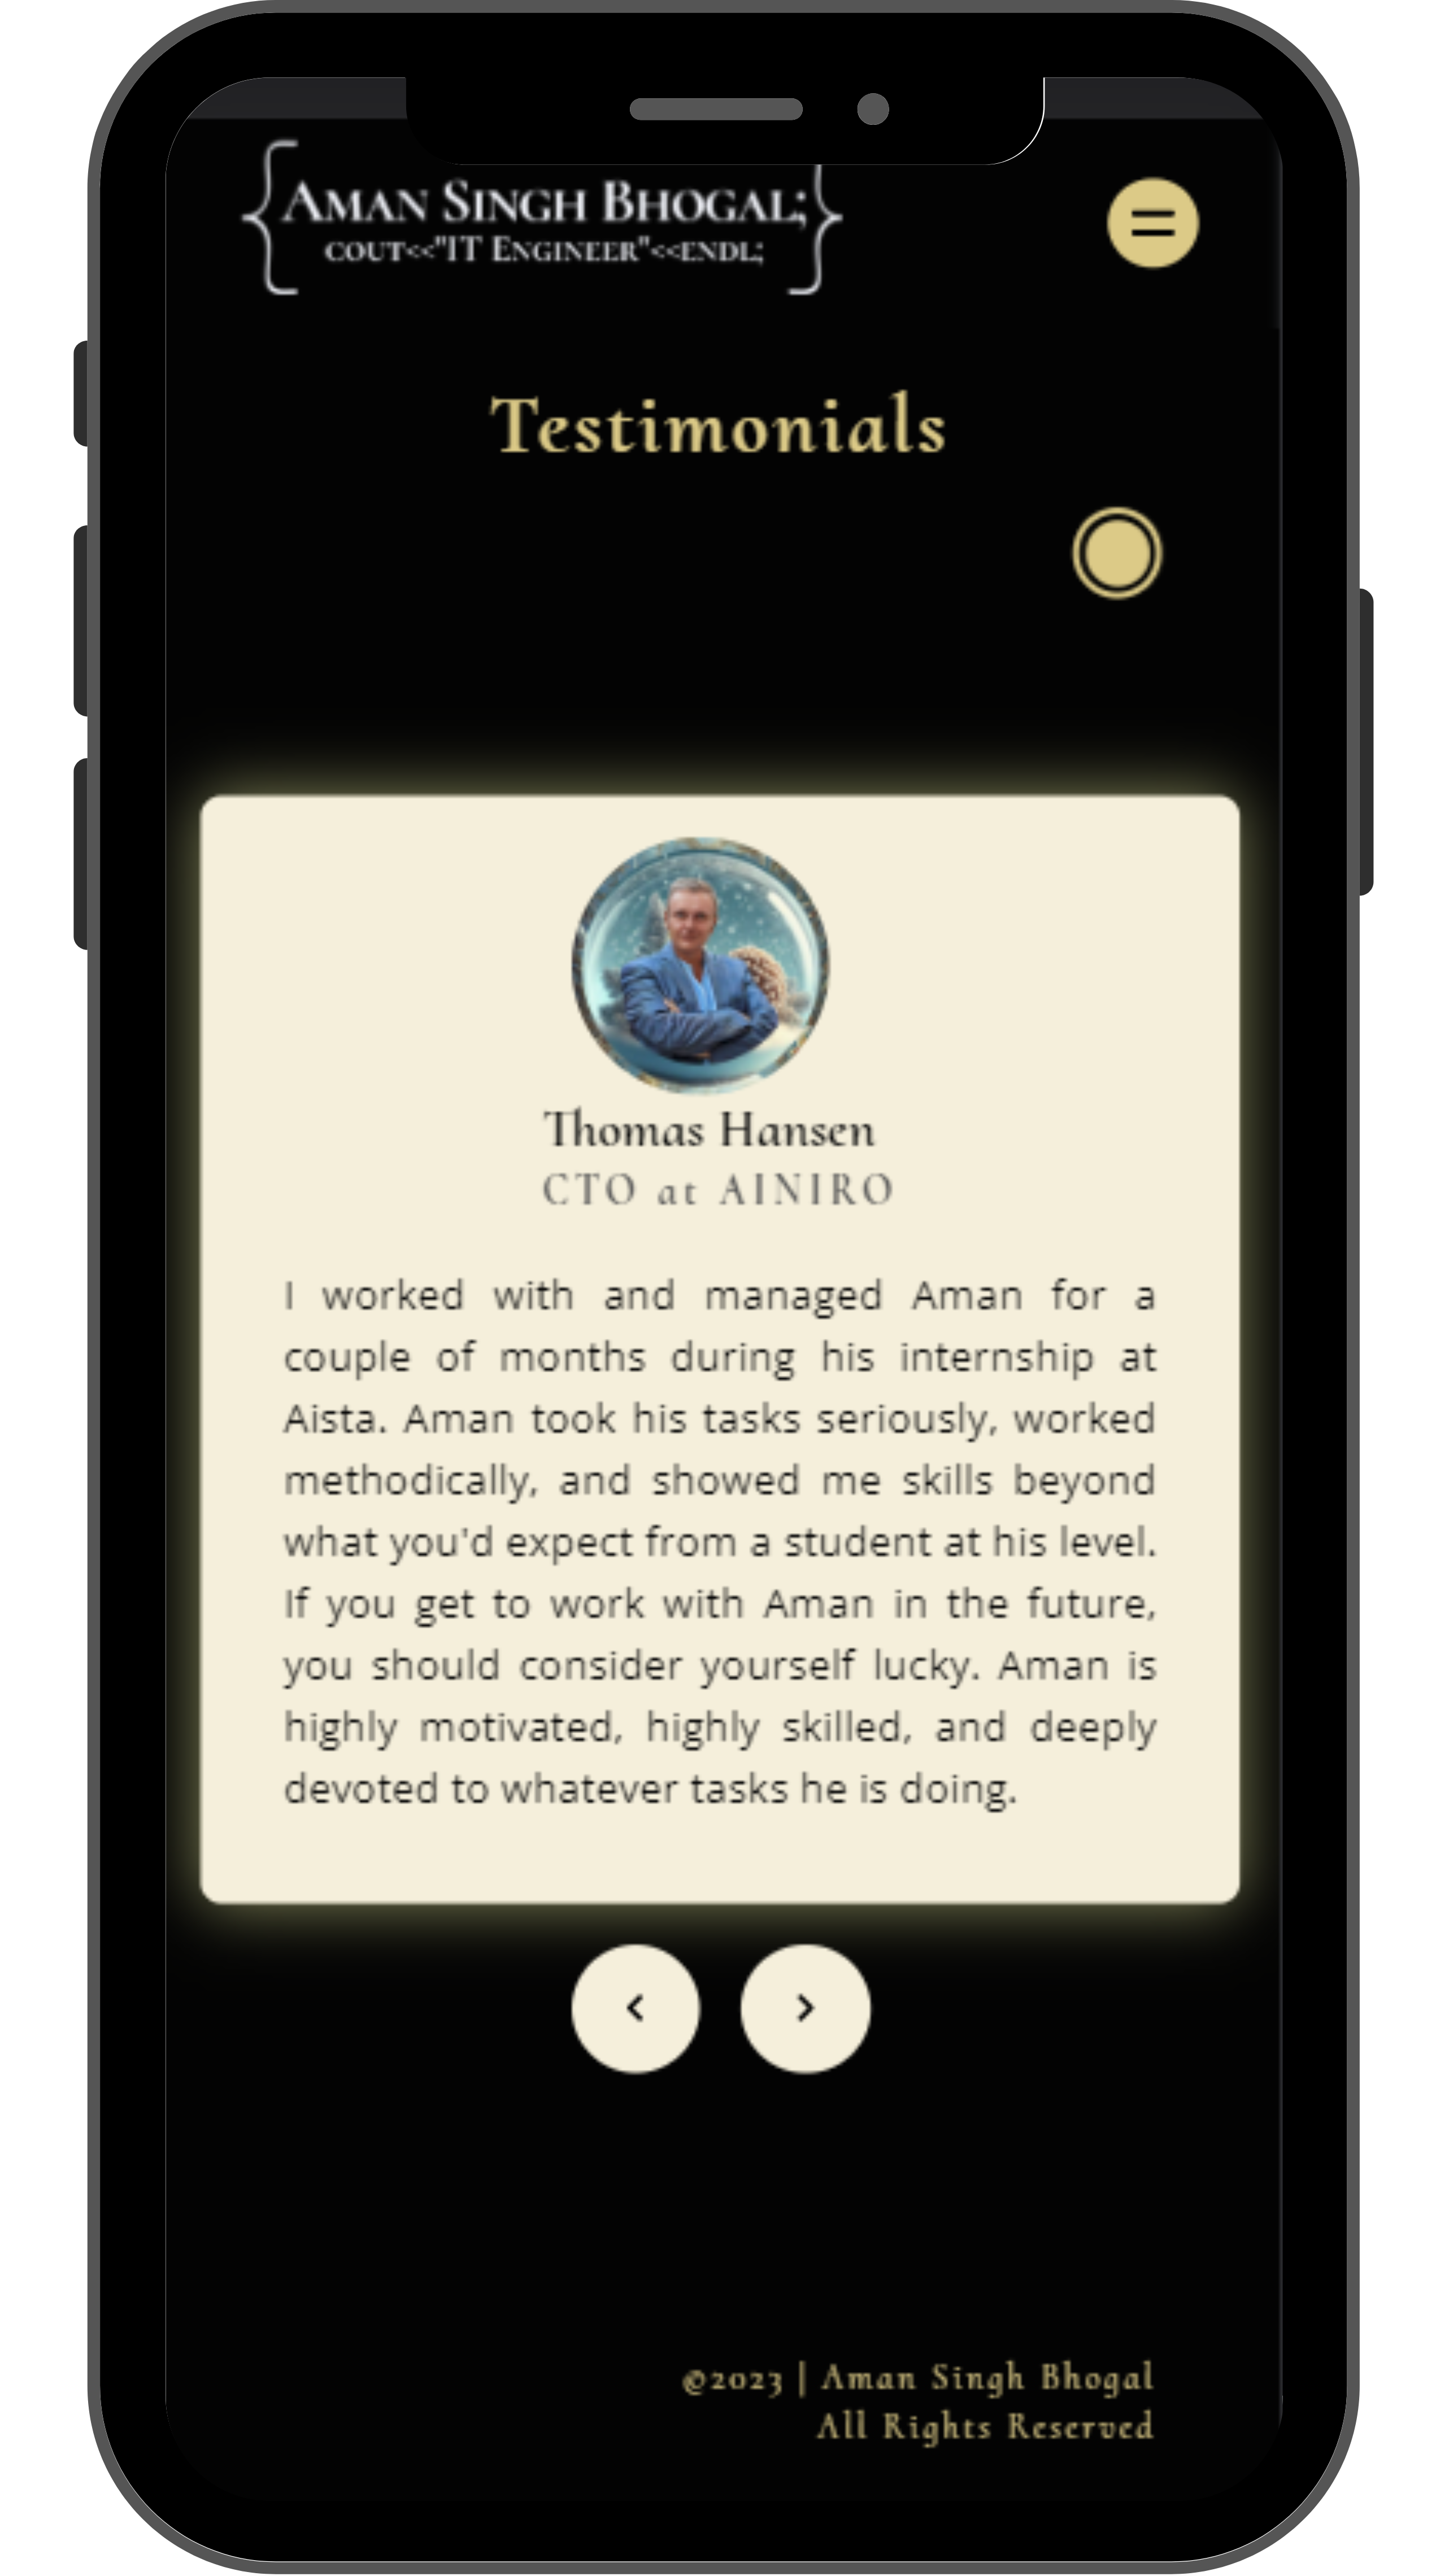 Aman Singh Bhogal;
cout<<"IT Engineer"<<endl;
Testimonials
Thomas Hansen
CTO at AINIRO
I worked with and managed Aman for a
couple of months during his internship at
Aista. Aman took his tasks seriously, worked
methodically, and showed me skills beyond
what you'd expect from a student at his level.
If you get to work with Aman in the future,
you should consider yourself lucky. Aman is
highly motivated, highly skilled, and deeply
devoted to whatever tasks he is doing.
©2023 | Aman Singh Bhogal
All Rights Reserved